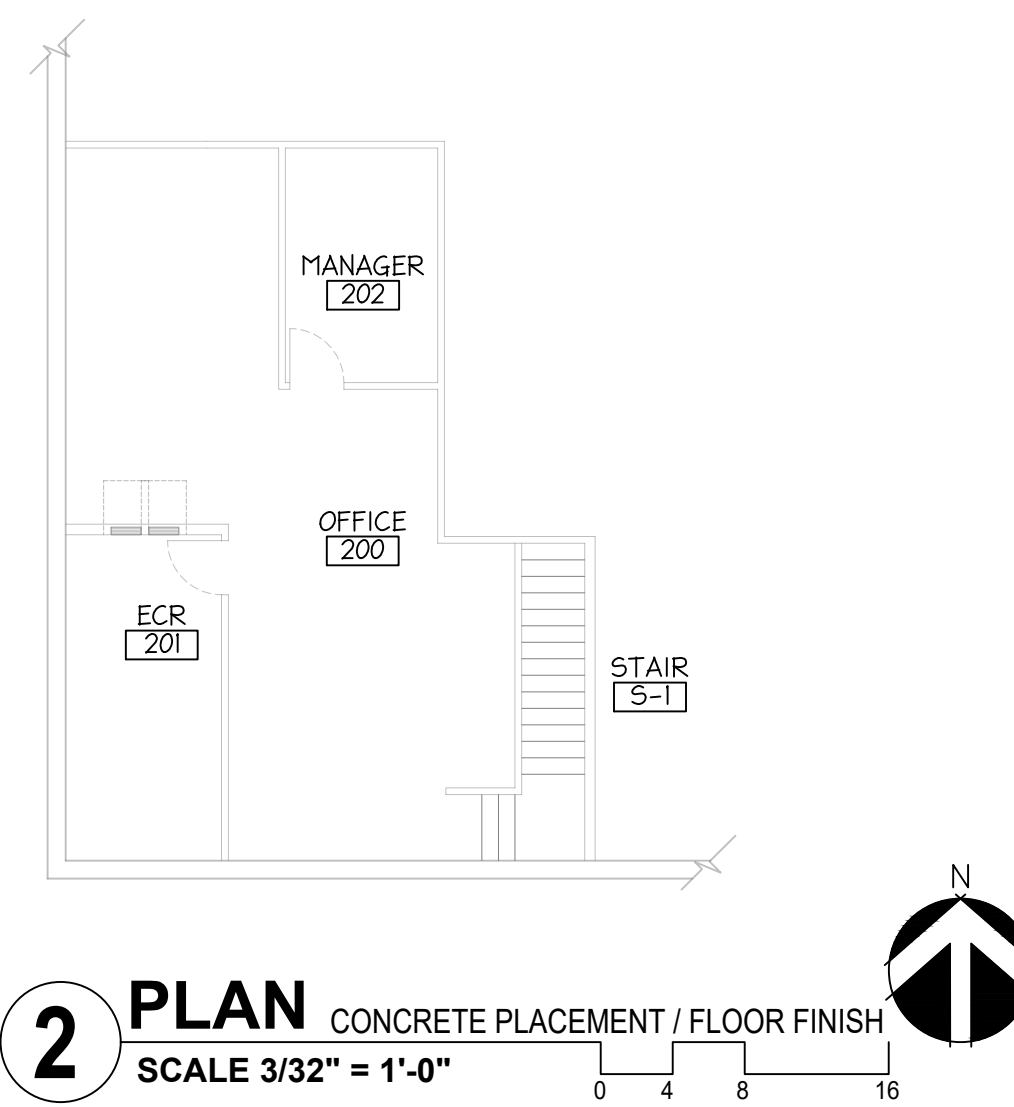 MANAGER
202
OFFICE
200
ECR
201
STAIR
S-1
N
2
PLAN CONCRETE PLACEMENT / FLOOR FINISH
SCALE 3/32" = 1'-0"
0 4 8 16